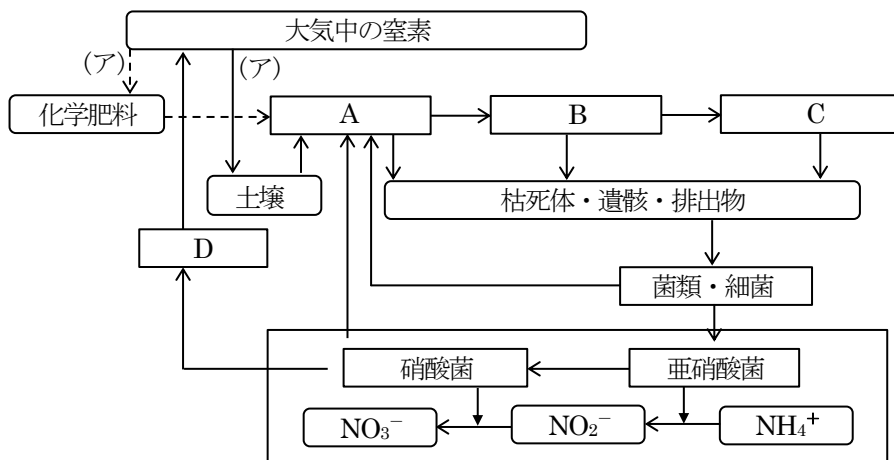 大気中の窒素
(ア)
(ア)
化学肥料
A
B
C
土壌
枯死体・遺骸・排出物
D
菌類・細菌
硝酸菌
亜硝酸菌
NO₃⁻
NO₂⁻
NH₄⁺